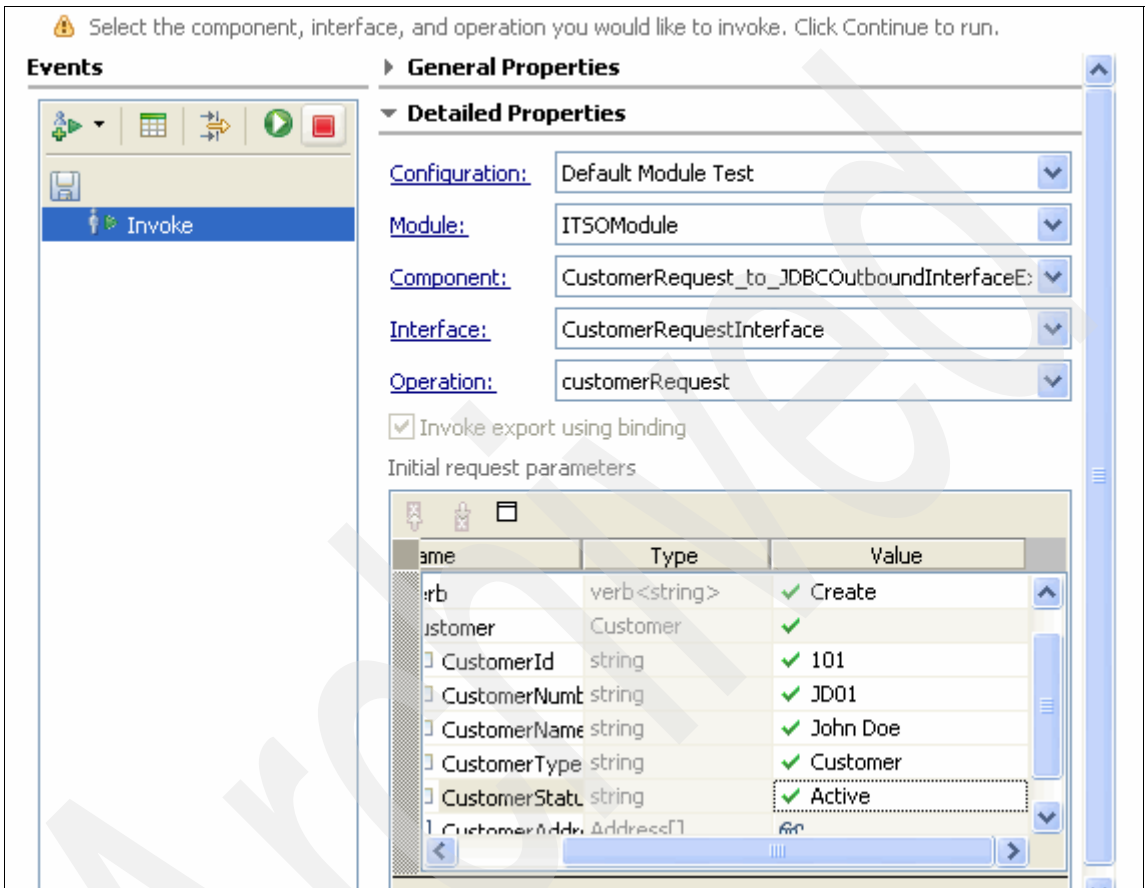 Select the component, interface, and operation you would like to invoke. Click Continue to run.
Events
General Properties
Detailed Properties
Invoke
Configuration: Default Module Test
Module: ITSOModule
Component: CustomerRequest_to_JDBCOutboundInterfaceEx
Interface: CustomerRequestInterface
Operation: customerRequest
Invoke export using binding
Initial request parameters
ame Type Value
erb verb<string> Create
ustomer Customer
CustomerId string 101
CustomerNumb string JD01
CustomerName string John Doe
CustomerType string Customer
CustomerStatu string Active
CustomerAddr Address[]
Archived